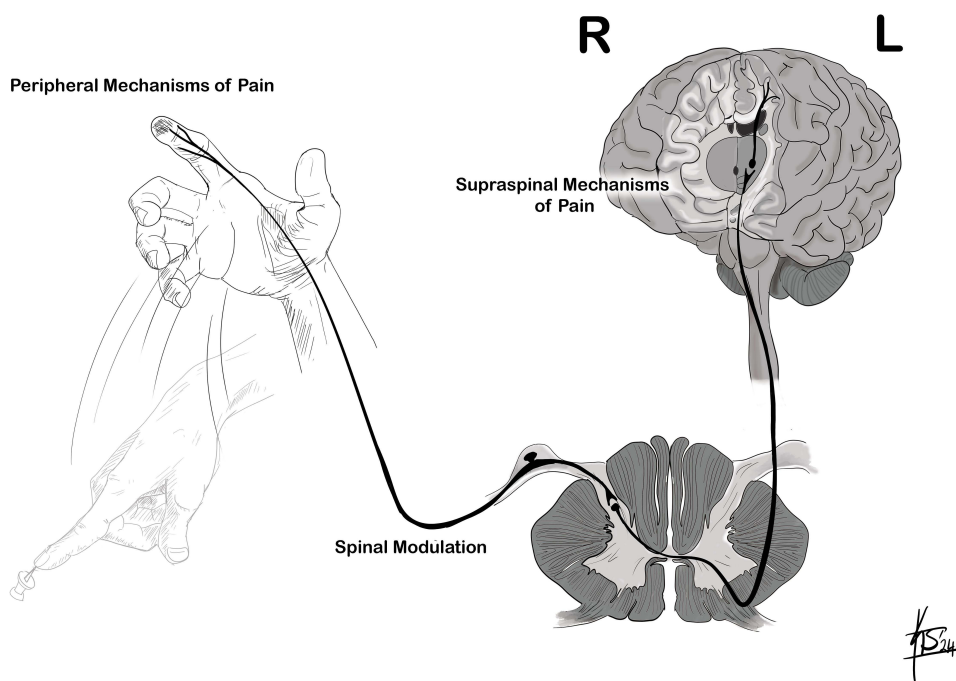 R
L
Peripheral Mechanisms of Pain
Supraspinal Mechanisms
of Pain
Spinal Modulation